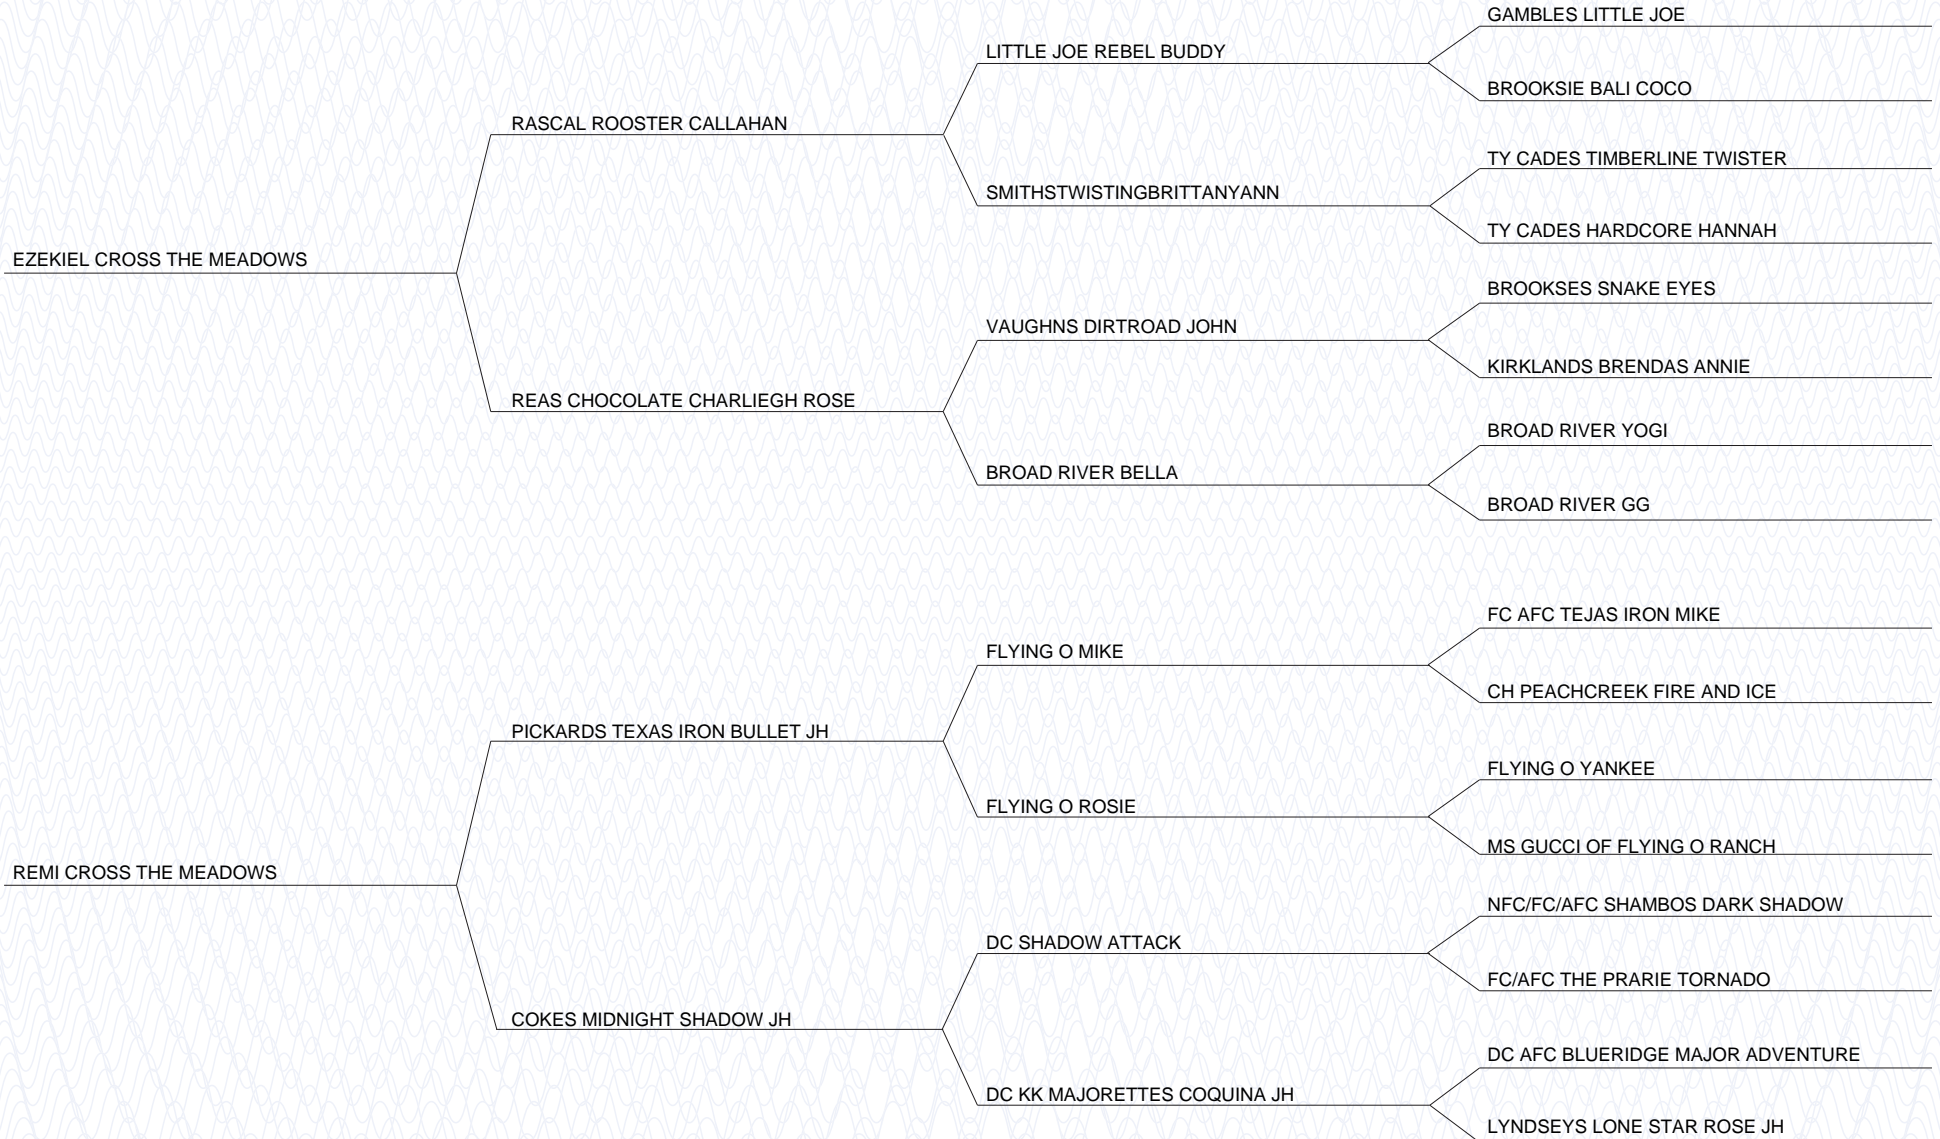 GAMBLES LITTLE JOE
LITTLE JOE REBEL BUDDY
BROOKSIE BALI COCO
RASCAL ROOSTER CALLAHAN
TY CADES TIMBERLINE TWISTER
SMITHSTWISTINGBRITTANYANN
TY CADES HARDCORE HANNAH
EZEKIEL CROSS THE MEADOWS
BROOKSES SNAKE EYES
VAUGHNS DIRTROAD JOHN
KIRKLANDS BRENDAS ANNIE
REAS CHOCOLATE CHARLIEGH ROSE
BROAD RIVER YOGI
BROAD RIVER BELLA
BROAD RIVER GG
FC AFC TEJAS IRON MIKE
FLYING O MIKE
CH PEACHCREEK FIRE AND ICE
PICKARDS TEXAS IRON BULLET JH
FLYING O YANKEE
FLYING O ROSIE
MS GUCCI OF FLYING O RANCH
REMI CROSS THE MEADOWS
NFC/FC/AFC SHAMBOS DARK SHADOW
DC SHADOW ATTACK
FC/AFC THE PRARIE TORNADO
COKES MIDNIGHT SHADOW JH
DC AFC BLUERIDGE MAJOR ADVENTURE
DC KK MAJORETTES COQUINA JH
LYNDSEYS LONE STAR ROSE JH